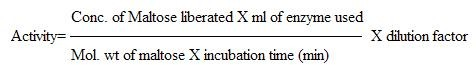 Conc. of Maltose liberated X ml of enzyme used
Activity= X dilution factor
Mol. wt of maltose X incubation time (min)